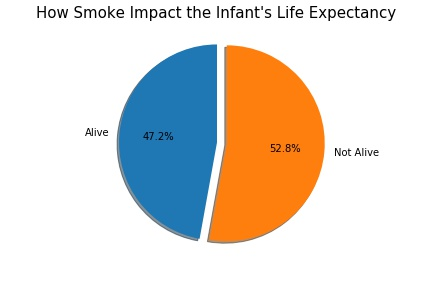 How Smoke Impact the Infant's Life Expectancy
Alive
47.2%
52.8%
Not Alive